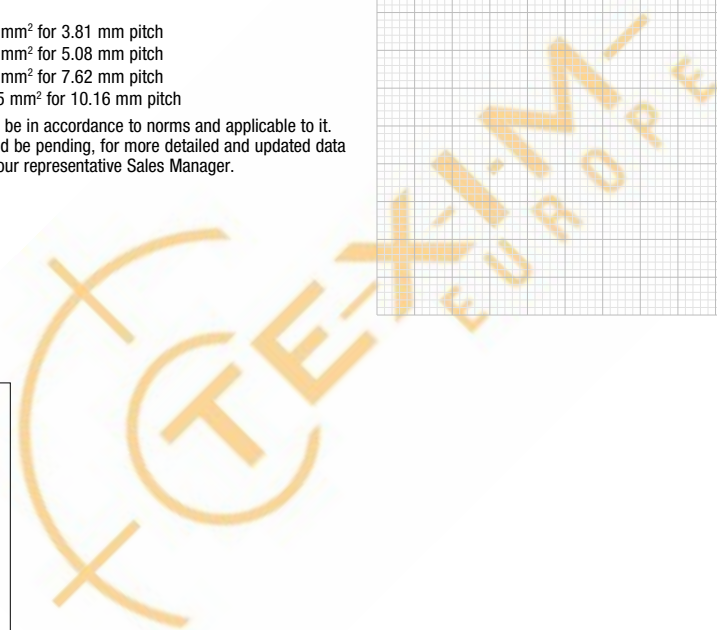 mm² for 3.81 mm pitch
mm² for 5.08 mm pitch
mm² for 7.62 mm pitch
5 mm² for 10.16 mm pitch
be in accordance to norms and applicable to it.
d be pending, for more detailed and updated data
our representative Sales Manager.
TEXIM
EUROPE